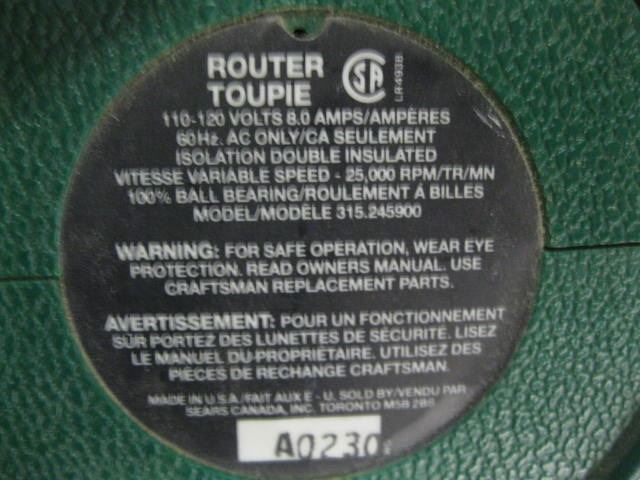 ROUTER
TOUPIE
CSA
LR-4938
110-120 VOLTS 8.0 AMPS/AMPÈRES
60Hz. AC ONLY/CA SEULEMENT
ISOLATION DOUBLE INSULATED
VITESSE VARIABLE SPEED - 25,000 RPM/TR/MN
100% BALL BEARING/ROULEMENT À BILLES
MODEL/MODÈLE 315.245900
WARNING: FOR SAFE OPERATION, WEAR EYE
PROTECTION. READ OWNERS MANUAL. USE
CRAFTSMAN REPLACEMENT PARTS.
AVERTISSEMENT: POUR UN FONCTIONNEMENT
SÛR PORTEZ DES LUNETTES DE SÉCURITÉ. LISEZ
LE MANUEL DU PROPRIÉTAIRE. UTILISEZ DES
PIÈCES DE RECHANGE CRAFTSMAN.
MADE IN U.S.A./FAIT AUX E - U. SOLD BY/VENDU PAR
SEARS CANADA, INC. TORONTO M5B 2B8
A0230